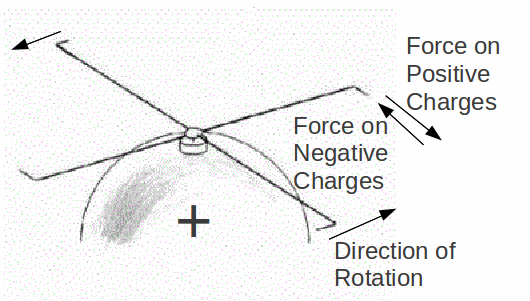 Force on
Positive
Charges
Force on
Negative
Charges
+
Direction of
Rotation